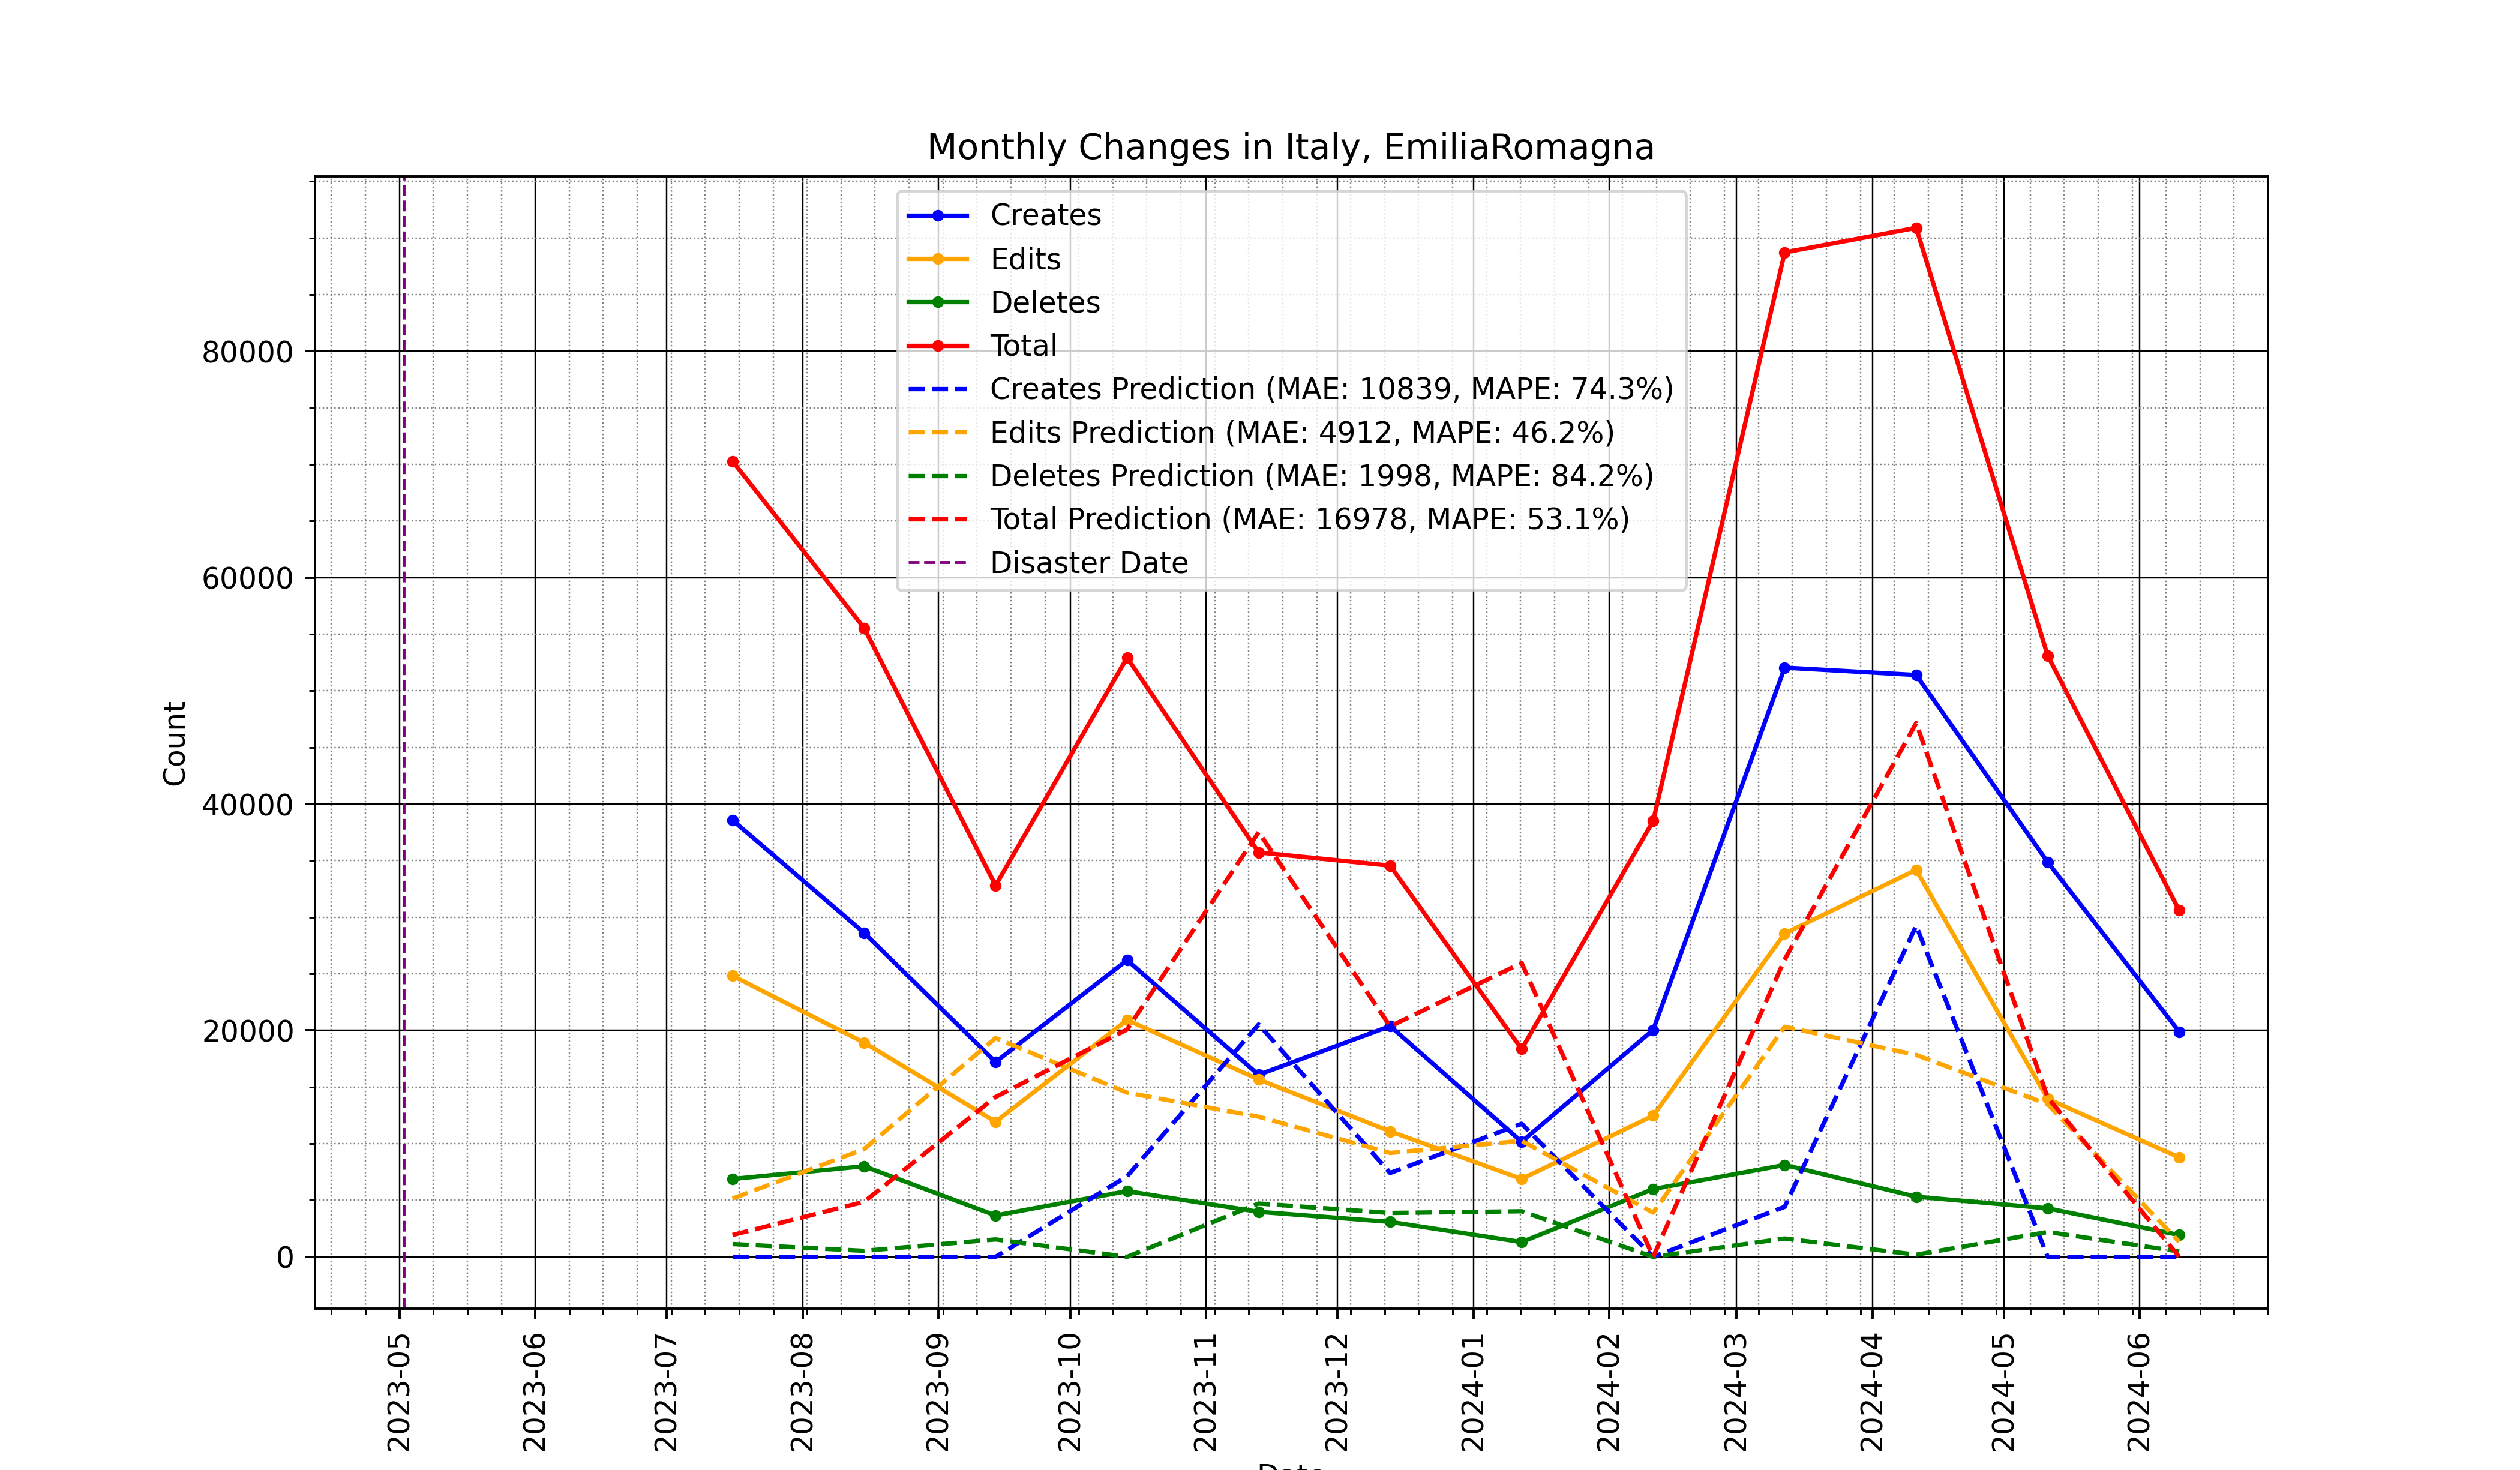 Monthly Changes in Italy, EmiliaRomagna
Creates
Edits
Deletes
Total
Creates Prediction (MAE: 10839, MAPE: 74.3%)
Edits Prediction (MAE: 4912, MAPE: 46.2%)
Deletes Prediction (MAE: 1998, MAPE: 84.2%)
Total Prediction (MAE: 16978, MAPE: 53.1%)
Disaster Date
Count
80000
60000
40000
20000
0
2023-05
2023-06
2023-07
2023-08
2023-09
2023-10
2023-11
2023-12
2024-01
2024-02
2024-03
2024-04
2024-05
2024-06
Date